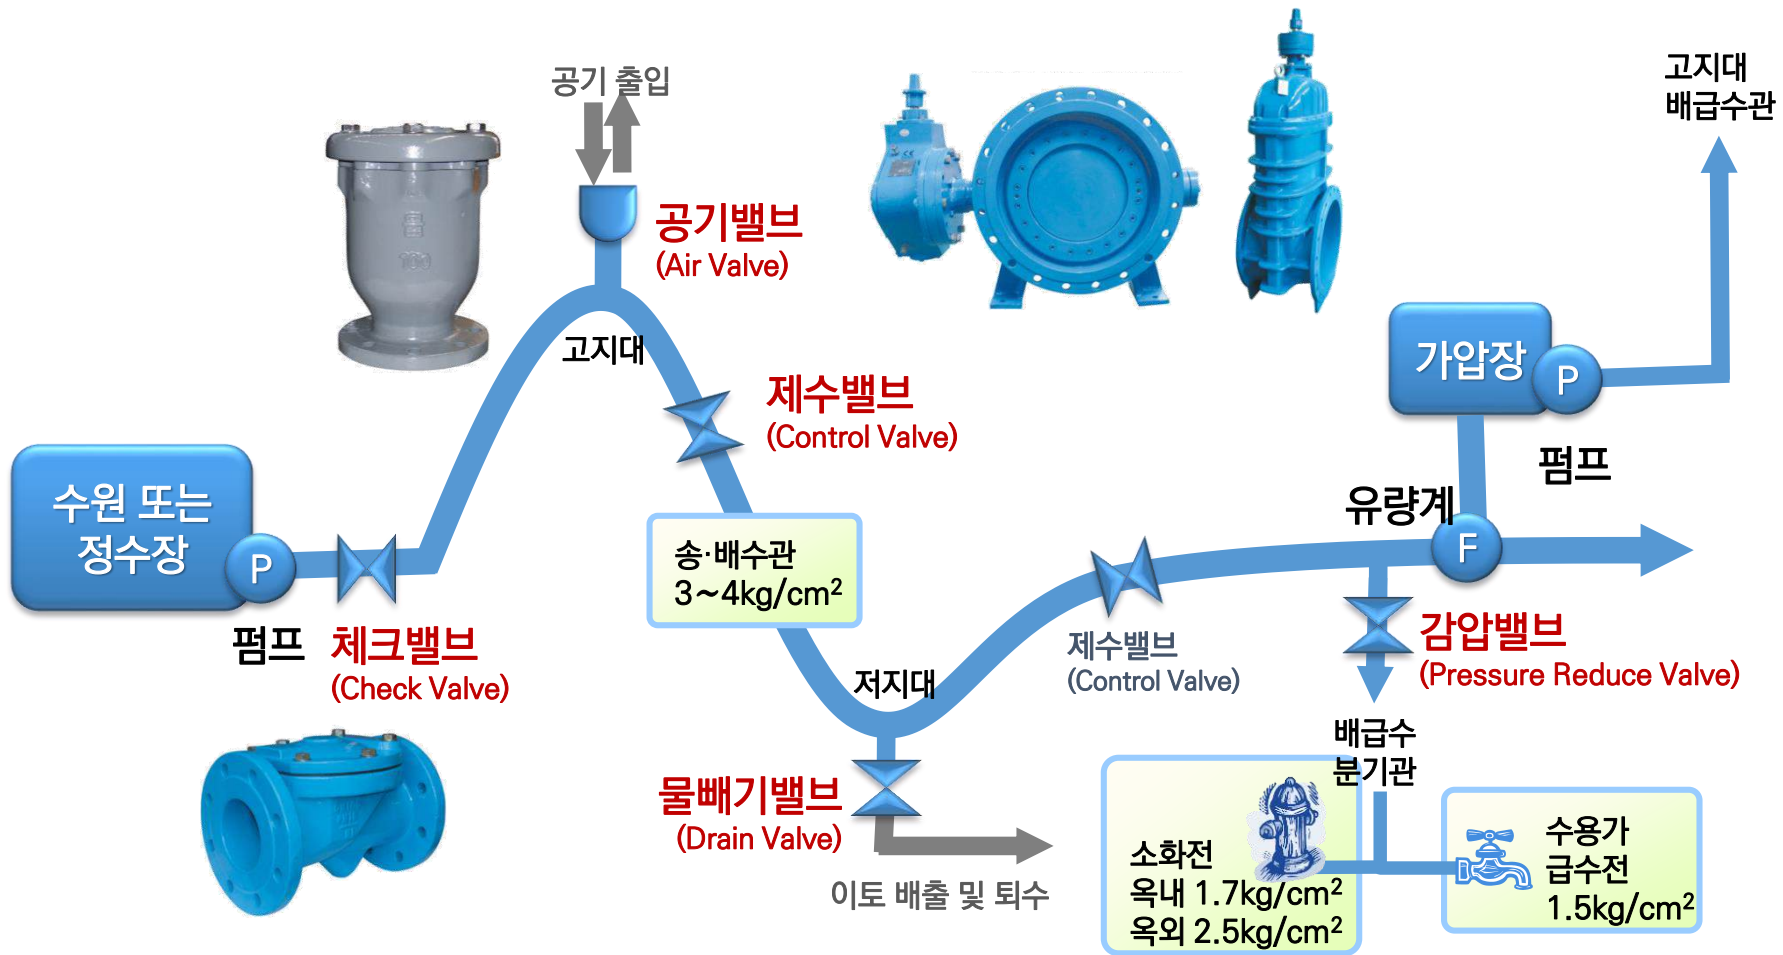 공기 출입
고지대
배급수관
공기밸브
(Air Valve)
100
고지대
가압장
P
제수밸브
(Control Valve)
수원 또는
정수장
P
펌프
유량계
F
송·배수관
3~4kg/cm²
펌프
체크밸브
(Check Valve)
저지대
제수밸브
(Control Valve)
감압밸브
(Pressure Reduce Valve)
배급수
분기관
물빼기밸브
(Drain Valve)
이토 배출 및 퇴수
소화전
옥내 1.7kg/cm²
옥외 2.5kg/cm²
수용가
급수전
1.5kg/cm²